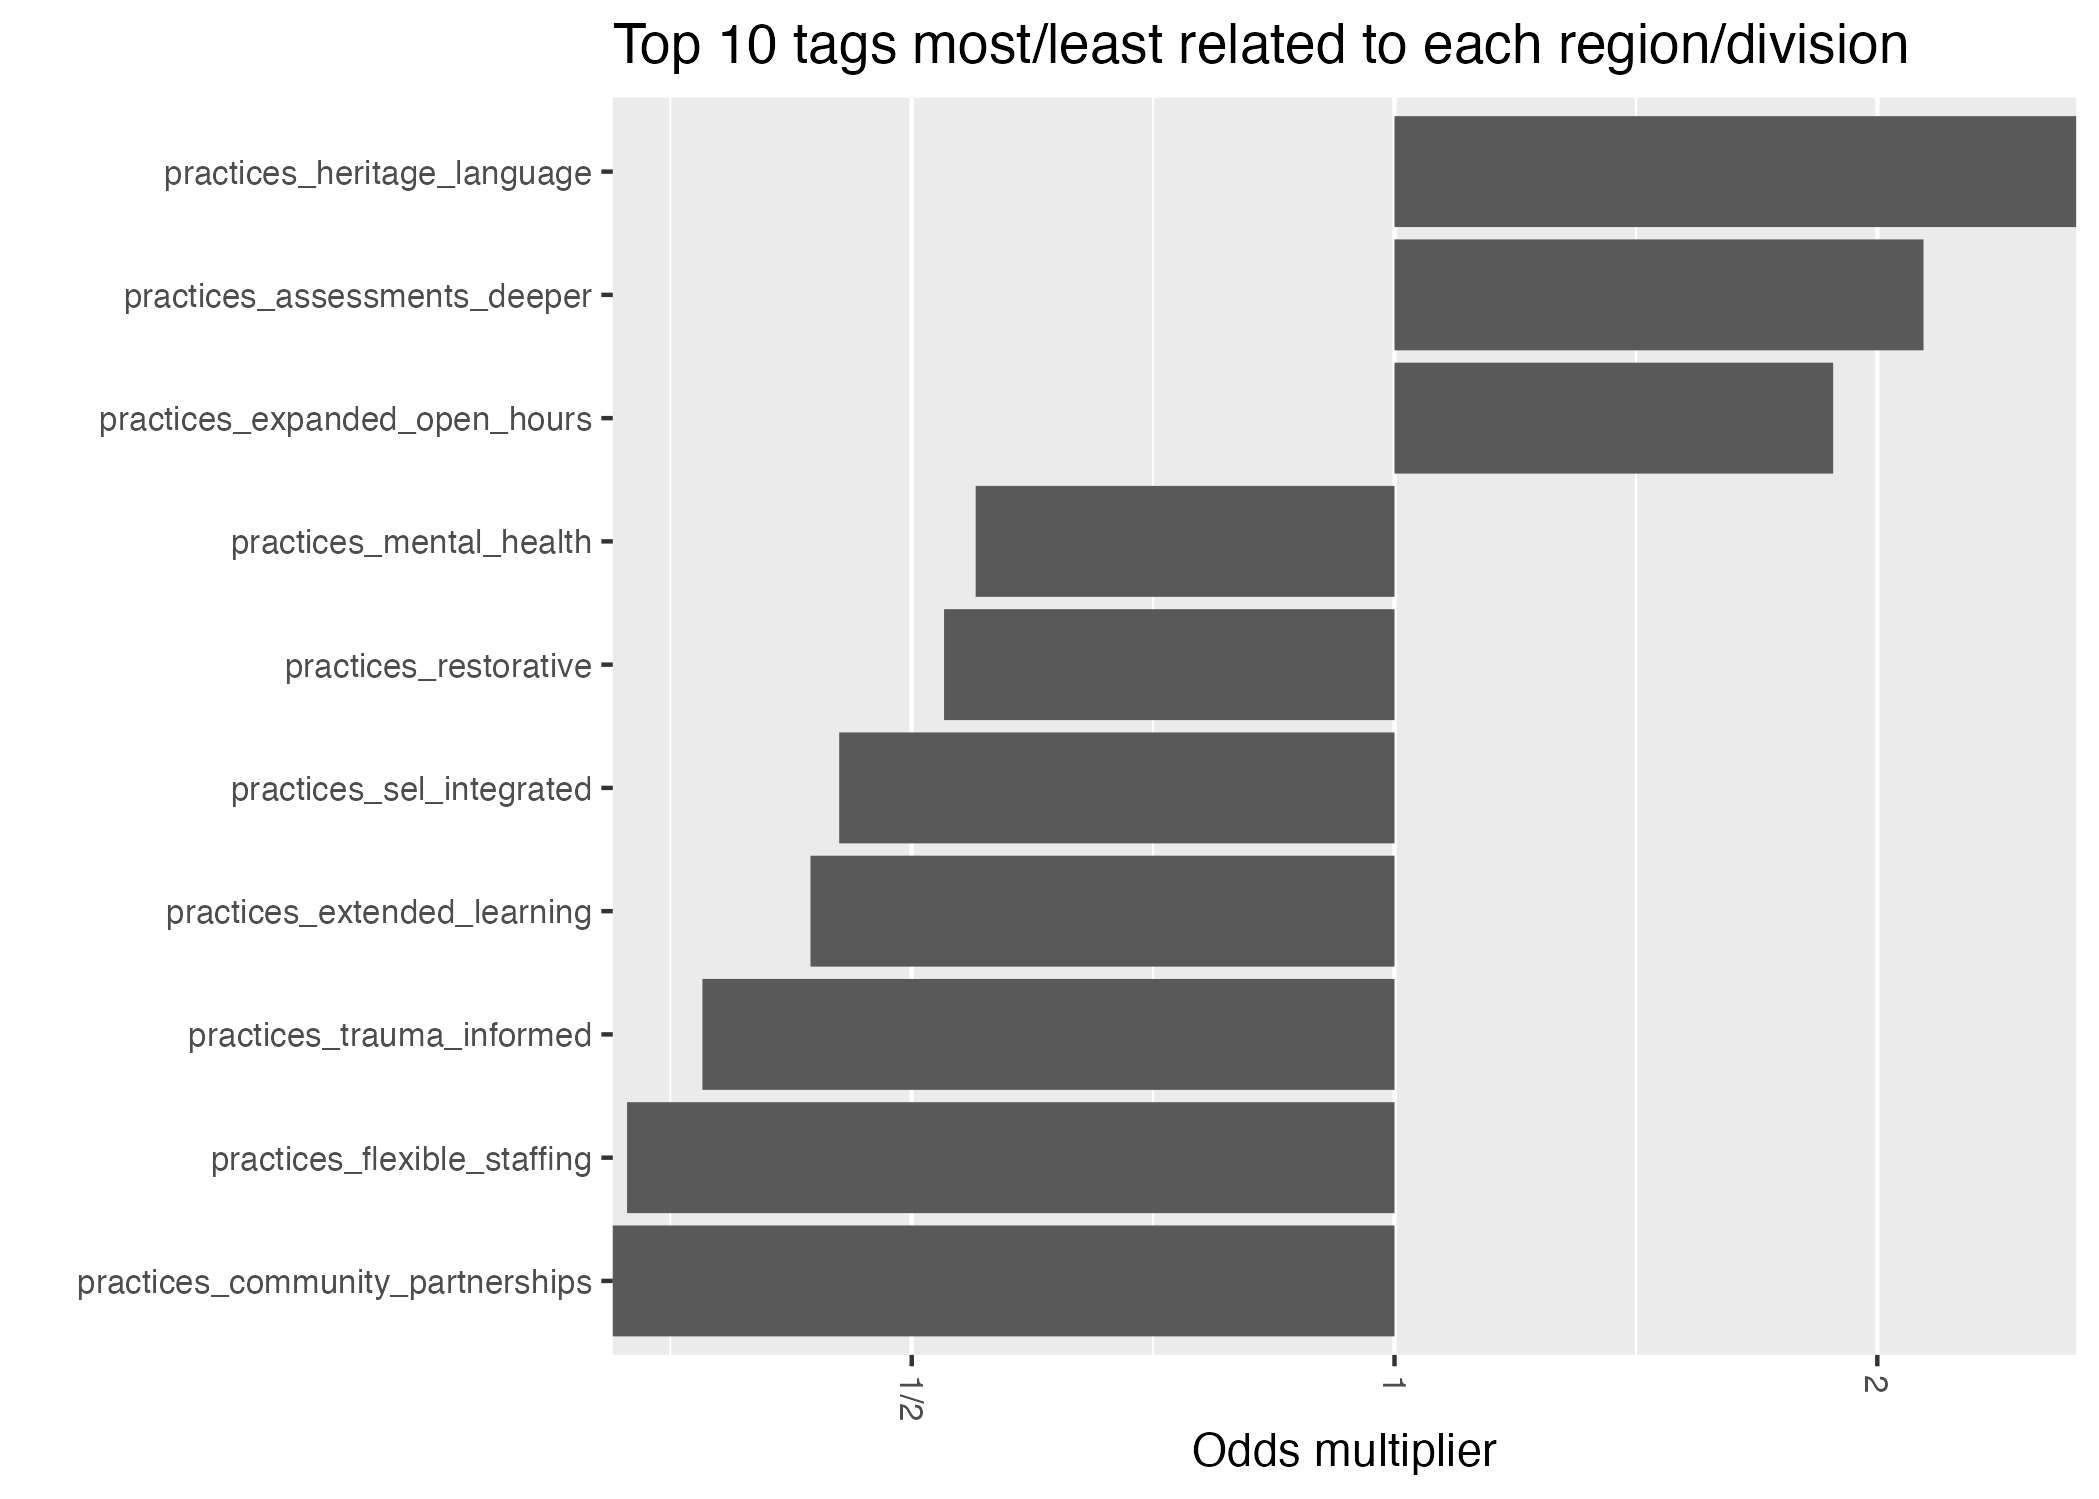 Top 10 tags most/least related to each region/division
practices_heritage_language
practices_assessments_deeper
practices_expanded_open_hours
practices_mental_health
practices_restorative
practices_sel_integrated
practices_extended_learning
practices_trauma_informed
practices_flexible_staffing
practices_community_partnerships
1/2
1
2
Odds multiplier